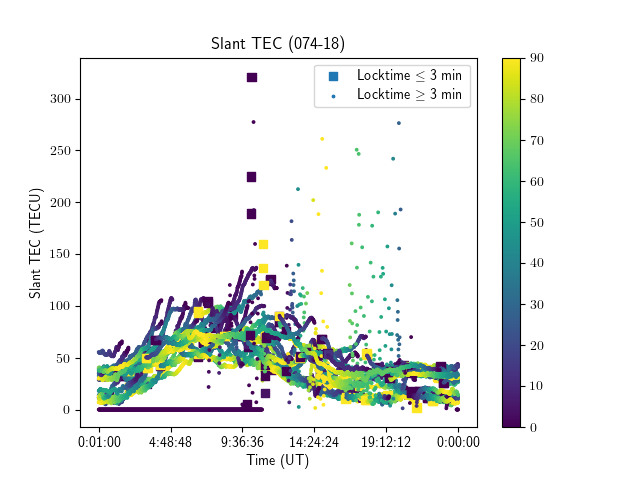 Slant TEC (074-18)
Locktime ≤ 3 min
Locktime ≥ 3 min
Slant TEC (TECU)
300
250
200
150
100
50
0
0:01:00 4:48:48 9:36:36 14:24:24 19:12:12 0:00:00
Time (UT)
90
80
70
60
50
40
30
20
10
0